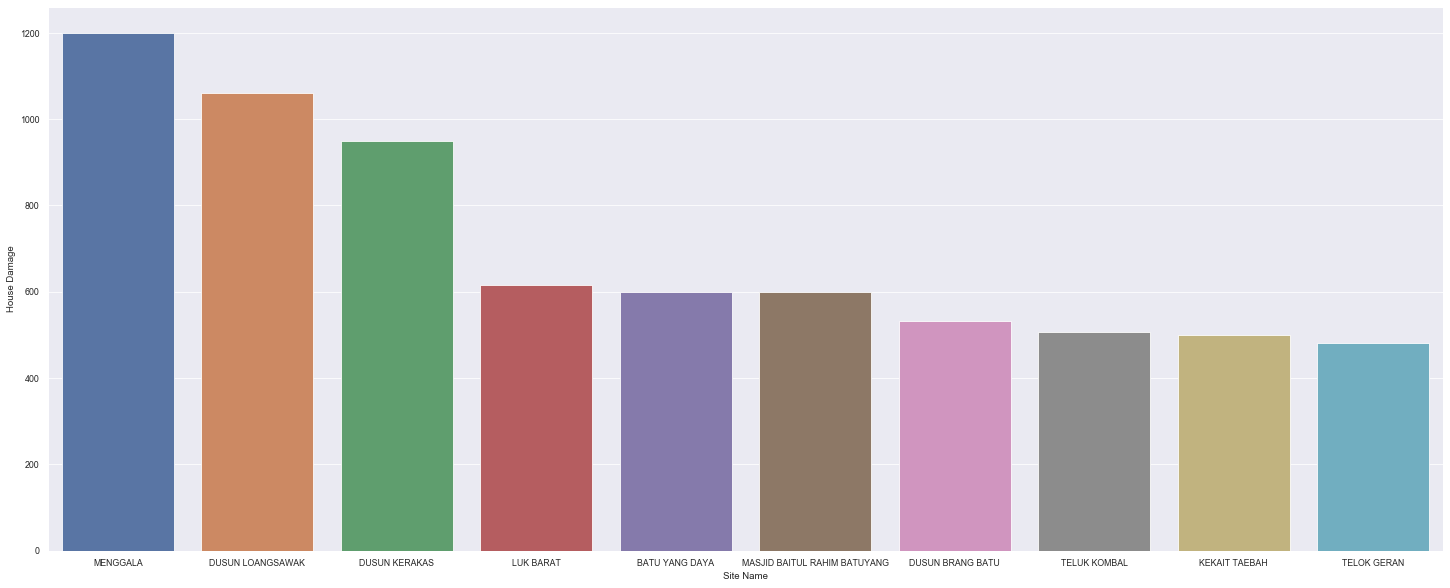 1200
1000
800
600
400
200
0
House Damage
MENGGALA DUSUN LOANGSAWAK DUSUN KERAKAS LUK BARAT BATU YANG DAYA MASJID BAITUL RAHIM BATUYANG DUSUN BRANG BATU TELUK KOMBAL KEKAIT TAEBAH TELOK GERAN
Site Name